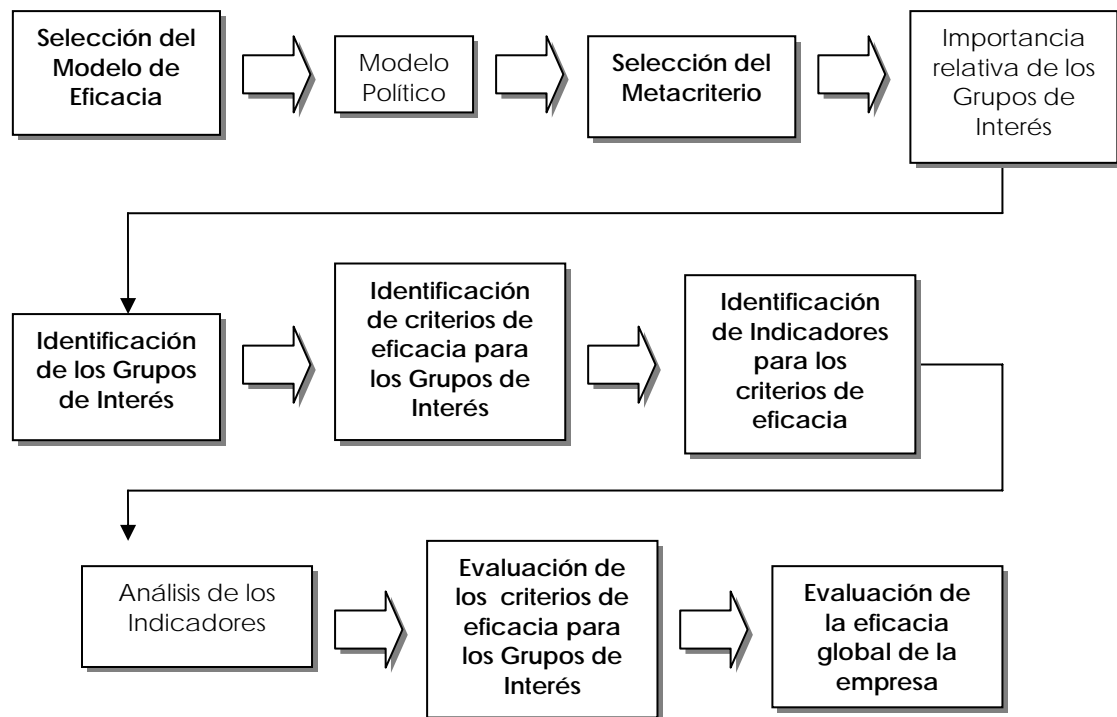 Selección del
Modelo de
Eficacia
Modelo
Político
Selección del
Metacriterio
Importancia
relativa de los
Grupos de
Interés
Identificación
de los Grupos
de Interés
Identificación
de criterios de
eficacia para
los Grupos de
Interés
Identificación
de Indicadores
para los
criterios de
eficacia
Análisis de los
Indicadores
Evaluación de
los criterios de
eficacia para
los Grupos de
Interés
Evaluación de
la eficacia
global de la
empresa